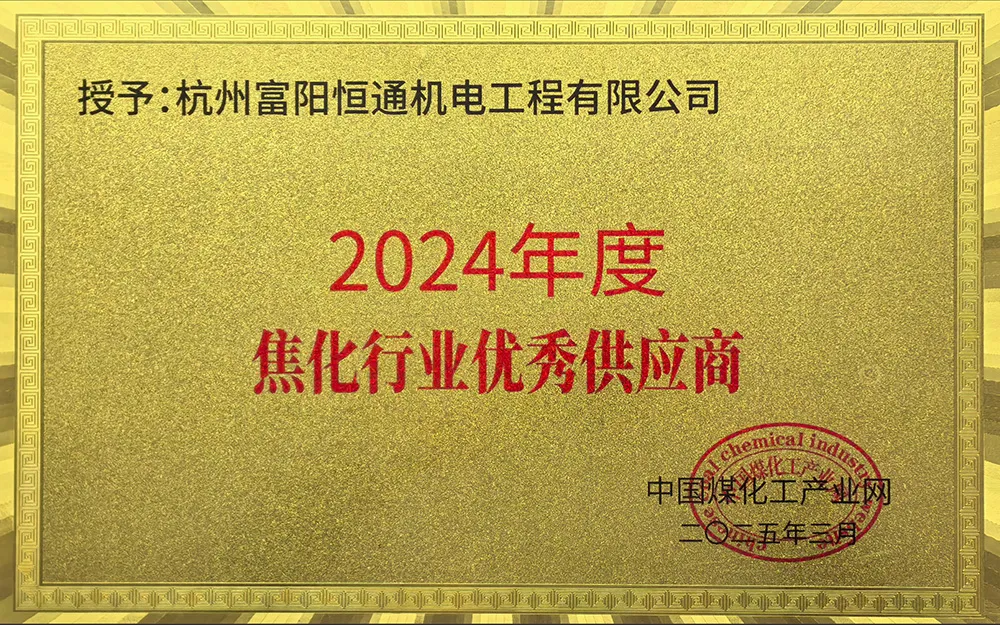 授予:杭州富阳恒通机电工程有限公司
2024年度
焦化行业优秀供应商
中国煤化工产业网
二〇二五年三月
chemical industry